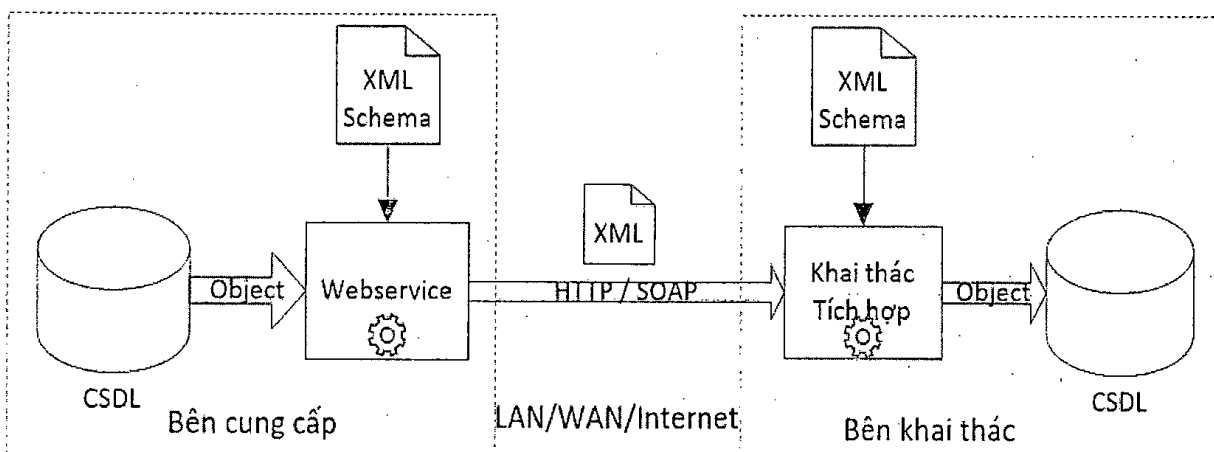 XML
Schema
XML
Schema
XML
Object
Webservice
HTTP / SOAP
Khai thác
Tích hợp
Object
CSDL
CSDL
Bên cung cấp
LAN/WAN/Internet
Bên khai thác